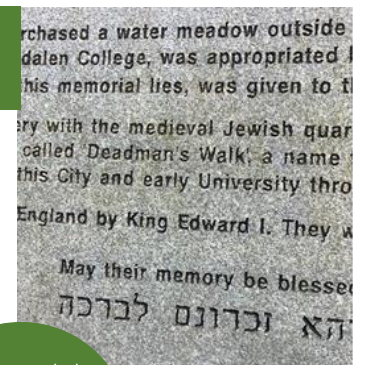 rchased a water meadow outside
dalen College, was appropriated
his memorial lies, was given to t
ery with the medieval Jewish quar
called 'Deadman's Walk', a name
this City and early University thro
England by King Edward I. They w
May their memory be blessed
הא זכרונם לברכה